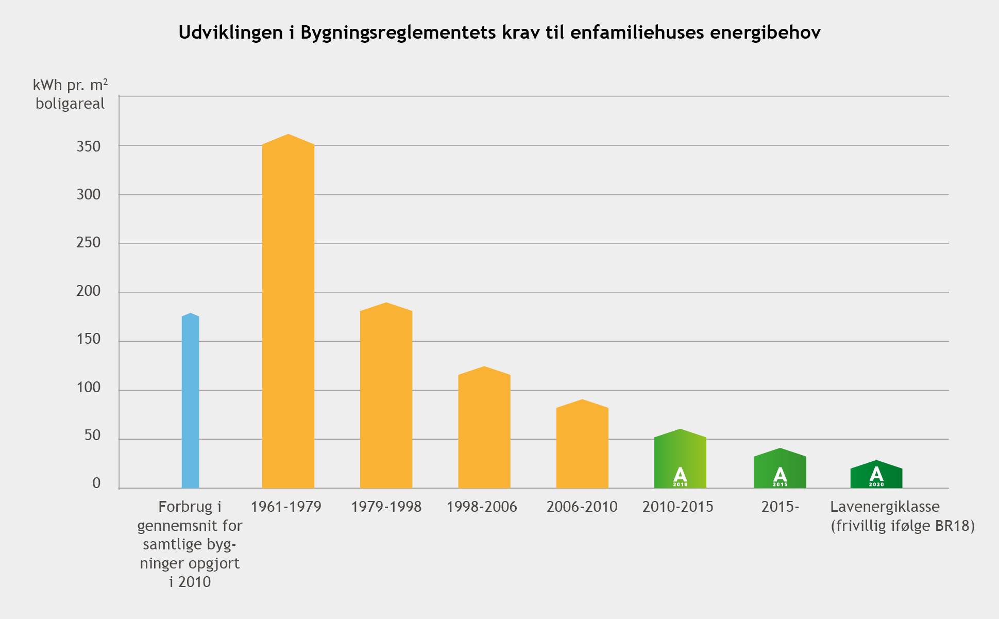 Udviklingen i Bygningsreglementets krav til enfamiliehuses energibehov
kWh pr. m²
boligareal
350
300
250
200
150
100
50
0
A
2010
A
2015
A
2020
Forbrug i
gennemsnit for
samtlige byg-
ninger opgjort
i 2010
1961-1979
1979-1998
1998-2006
2006-2010
2010-2015
2015-
Lavenergiklasse
(frivillig ifølge BR18)